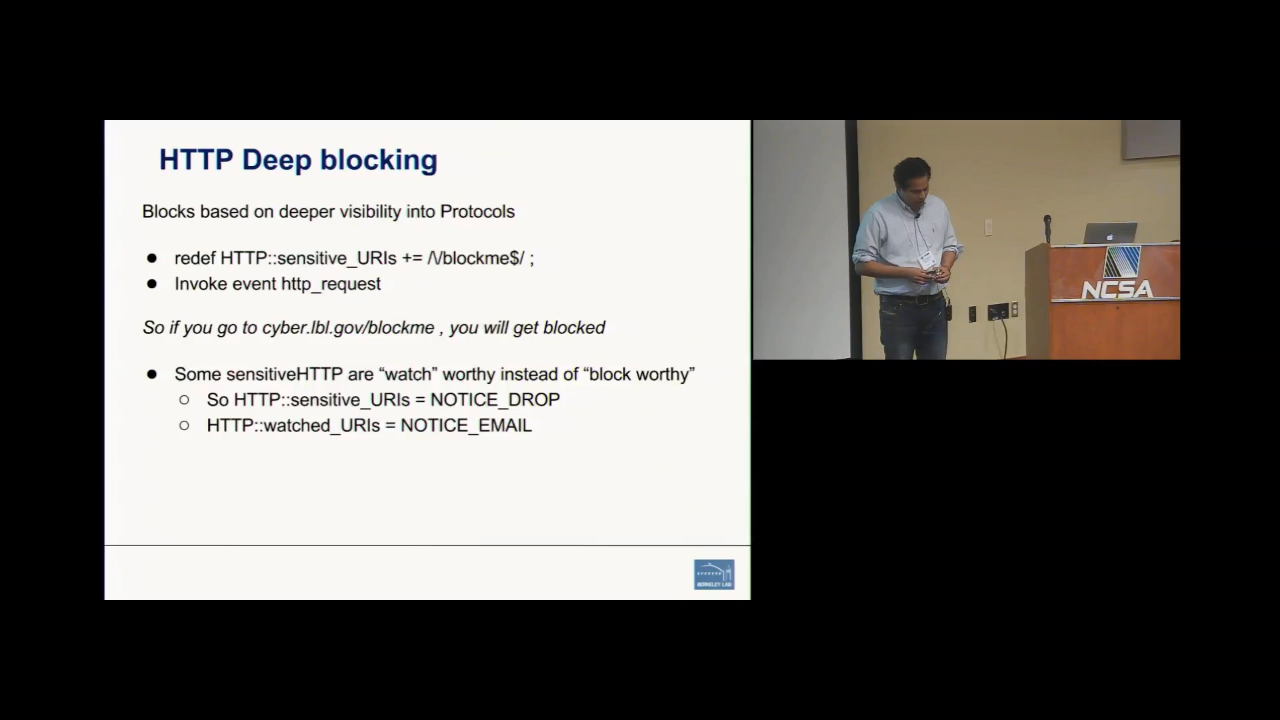 HTTP Deep blocking
Blocks based on deeper visibility into Protocols
● redef HTTP::sensitive_URIs += /\/blockme$/ ;
● Invoke event http_request
So if you go to cyber.lbl.gov/blockme , you will get blocked
● Some sensitiveHTTP are “watch” worthy instead of “block worthy”
○ So HTTP::sensitive_URIs = NOTICE_DROP
○ HTTP::watched_URIs = NOTICE_EMAIL
BERKELEY LAB
NCSA